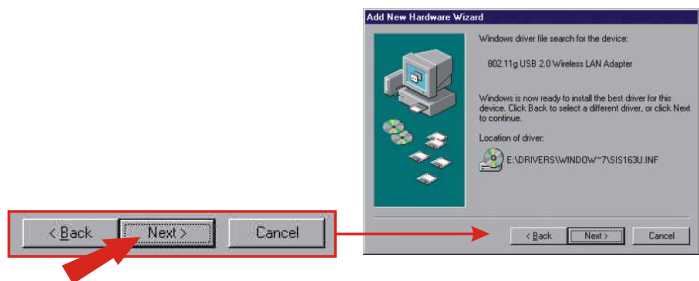 Add New Hardware Wizard
Windows driver file search for the device:
802.11g USB 2.0 Wireless LAN Adapter
Windows is now ready to install the best driver for this
device. Click Back to select a different driver, or click Next
to continue.
Location of driver:
E:\DRIVERS\WINDOW~7\SIS163U.INF
< Back Next > Cancel
< Back Next > Cancel